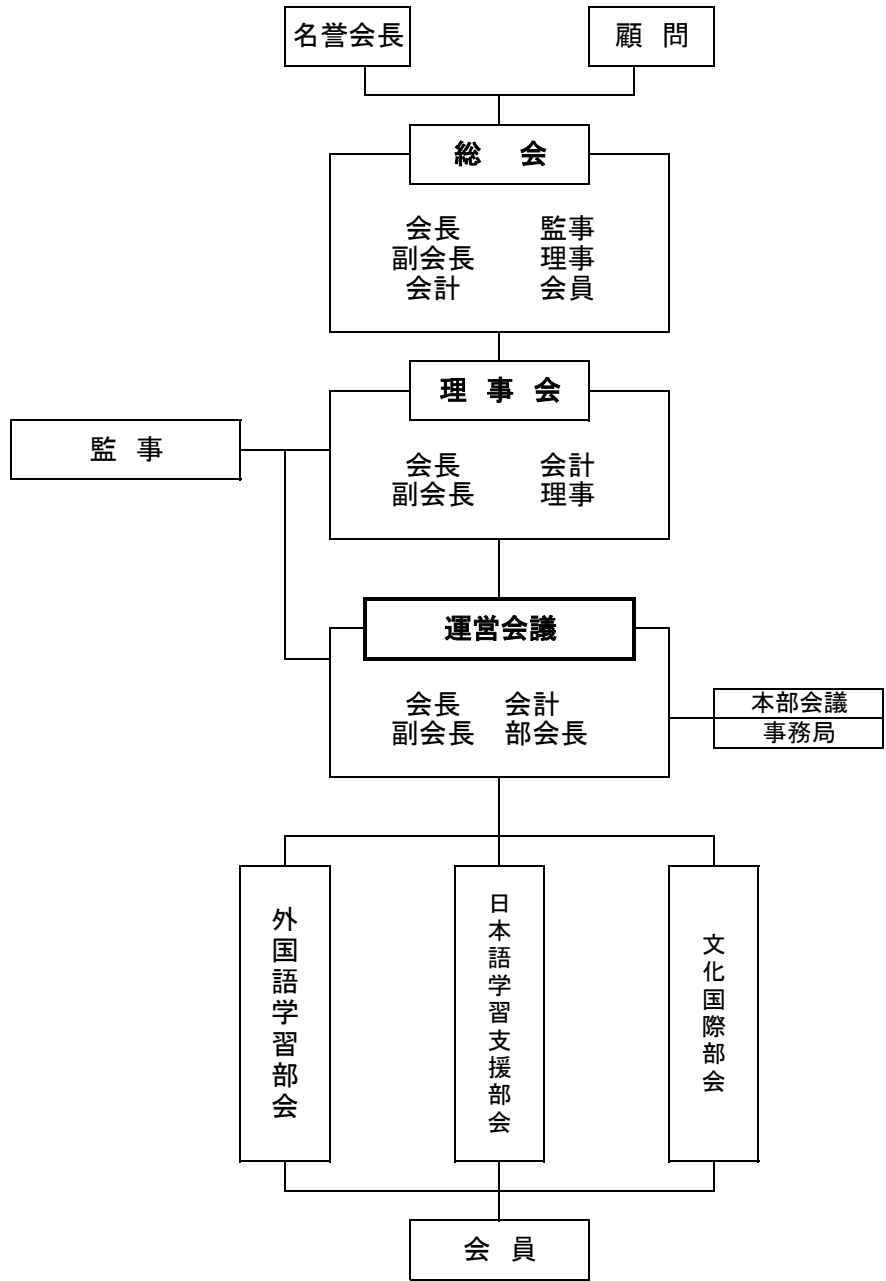 名誉会長
顧 問
総 会
会長 監事
副会長 理事
会計 会員
理 事 会
監 事
会長 会計
副会長 理事
運営会議
会長 会計
副会長 部会長
本部会議
事務局
外国語学習部会
日本語学習支援部会
文化国際部会
会 員